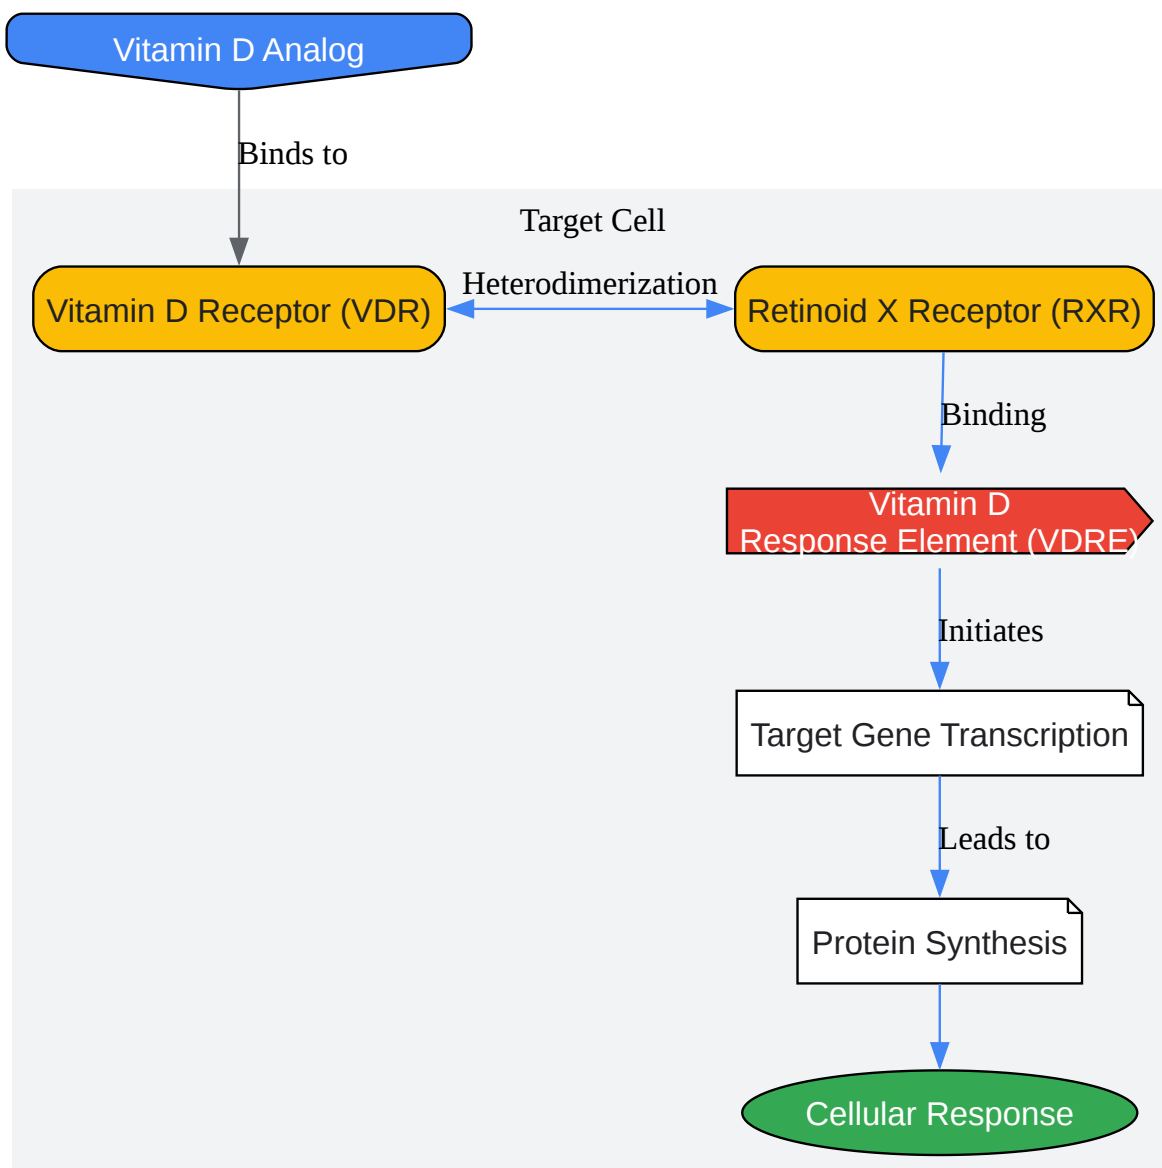 Vitamin D Analog
Binds to
Target Cell
Heterodimerization
Vitamin D Receptor (VDR)
Retinoid X Receptor (RXR)
Binding
Vitamin D
Response Element (VDRE)
Initiates
Target Gene Transcription
Leads to
Protein Synthesis
Cellular Response